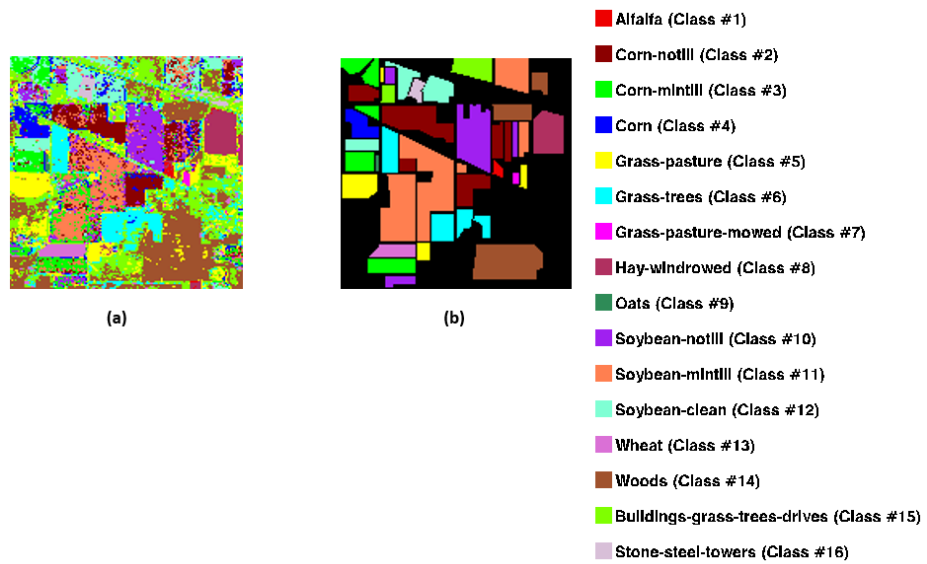 Alfalfa (Class #1)
Corn-notill (Class #2)
Corn-mintill (Class #3)
Corn (Class #4)
Grass-pasture (Class #5)
Grass-trees (Class #6)
Grass-pasture-mowed (Class #7)
Hay-windrowed (Class #8)
Oats (Class #9)
Soybean-notill (Class #10)
Soybean-mintill (Class #11)
Soybean-clean (Class #12)
Wheat (Class #13)
Woods (Class #14)
Buildings-grass-trees-drives (Class #15)
Stone-steel-towers (Class #16)
(a)
(b)